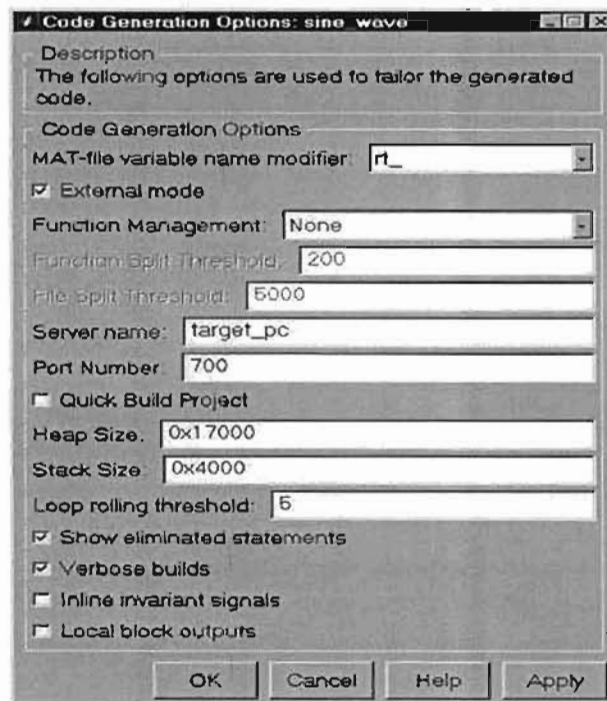 Code Generation Options: sine_wave
Description
The following options are used to tailor the generated
code.
Code Generation Options
MAT-file variable name modifier: rt_
External mode
Function Management: None
Function Split Threshold: 200
File Split Threshold: 5000
Server name: target_pc
Port Number: 700
Quick Build Project
Heap Size: 0x17000
Stack Size: 0x4000
Loop rolling threshold: 5
Show eliminated statements
Verbose builds
Inline invariant signals
Local block outputs
OK Cancel Help Apply